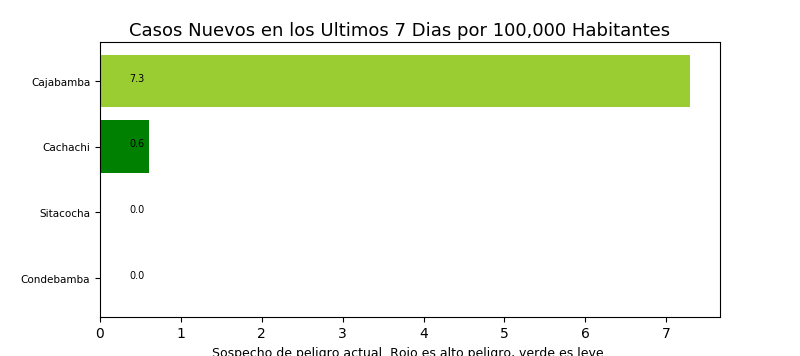 Casos Nuevos en los Ultimos 7 Dias por 100,000 Habitantes
Cajabamba 7.3
Cachachi 0.6
Sitacocha 0.0
Condebamba 0.0
0 1 2 3 4 5 6 7
Sospecho de peligro actual. Rojo es alto peligro, verde es leve